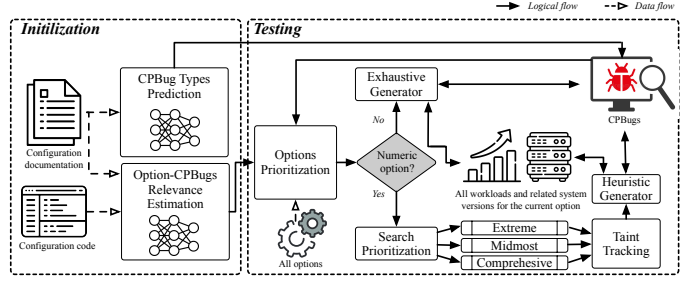 Logical flow
Data flow
Initilization
Testing
CPBug Types
Prediction
Configuration
documentation
Option-CPBugs
Relevance
Estimation
Configuration code
Options
Prioritization
All options
Exhaustive
Generator
No
Numeric
option?
Yes
Search
Prioritization
Extreme
Midmost
Comprehesive
All workloads and related system
versions for the current option
CPBugs
Heuristic
Generator
Taint
Tracking